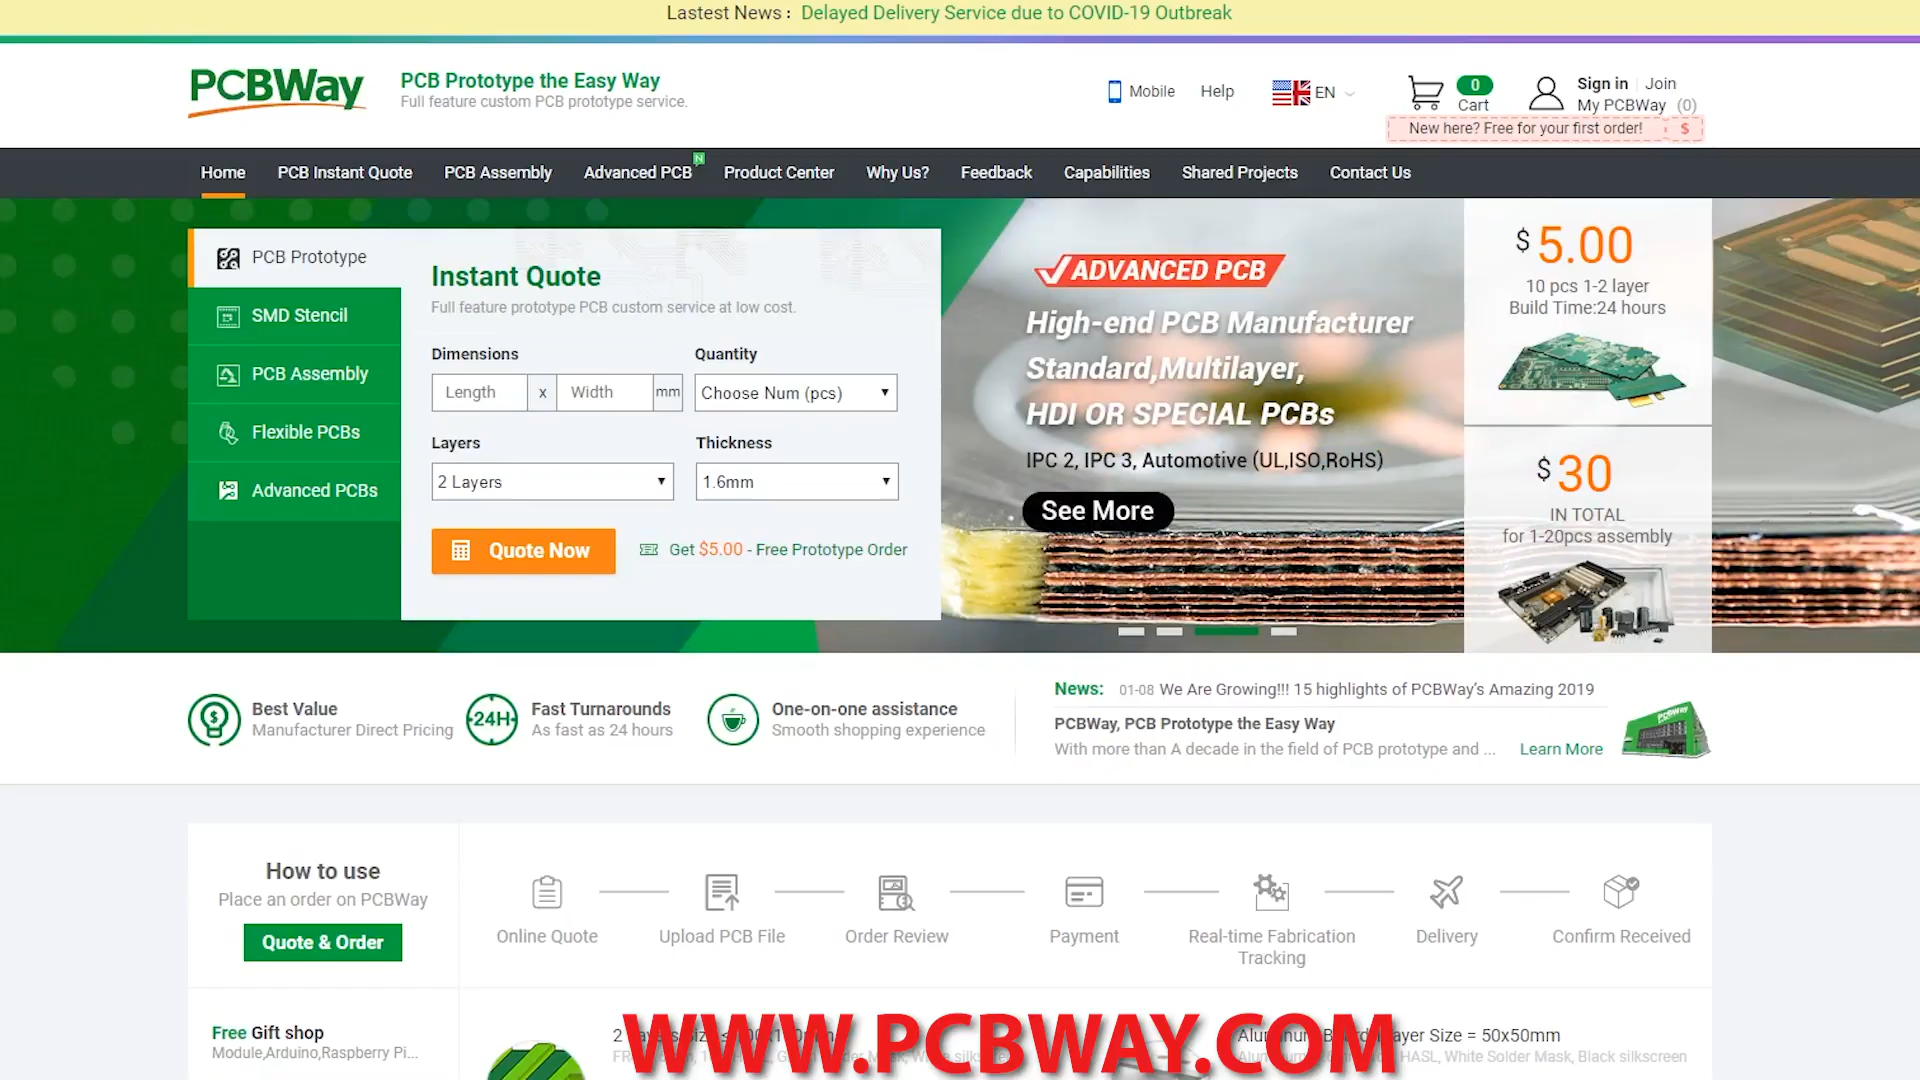 Lastest News : Delayed Delivery Service due to COVID-19 Outbreak
PCBWay
PCB Prototype the Easy Way
Full feature custom PCB prototype service.
Mobile
Help
EN
0
Cart
Sign in
Join
My PCBWay (0)
New here? Free for your first order! $
Home
PCB Instant Quote
PCB Assembly
Advanced PCB
N
Product Center
Why Us?
Feedback
Capabilities
Shared Projects
Contact Us
PCB Prototype
SMD Stencil
PCB Assembly
Flexible PCBs
Advanced PCBs
Instant Quote
Full feature prototype PCB custom service at low cost.
Dimensions
Quantity
Length x Width mm
Choose Num (pcs)
Layers
Thickness
2 Layers
1.6mm
Quote Now
Get $5.00 - Free Prototype Order
ADVANCED PCB
High-end PCB Manufacturer
Standard,Multilayer,
HDI OR SPECIAL PCBs
IPC 2, IPC 3, Automotive (UL,ISO,RoHS)
See More
$ 5.00
10 pcs 1-2 layer
Build Time:24 hours
$ 30
IN TOTAL
for 1-20pcs assembly
Best Value
Manufacturer Direct Pricing
24H
Fast Turnarounds
As fast as 24 hours
One-on-one assistance
Smooth shopping experience
News: 01-08 We Are Growing!!! 15 highlights of PCBWay's Amazing 2019
PCBWay, PCB Prototype the Easy Way
With more than A decade in the field of PCB prototype and ... Learn More
PCBWay
How to use
Place an order on PCBWay
Quote & Order
Online Quote
Upload PCB File
Order Review
Payment
Real-time Fabrication
Tracking
Delivery
Confirm Received
Free Gift shop
Module,Arduino,Raspberry Pi...
Size = 50x50mm
HASL, White Solder Mask, Black silkscreen
WWW.PCBWAY.COM